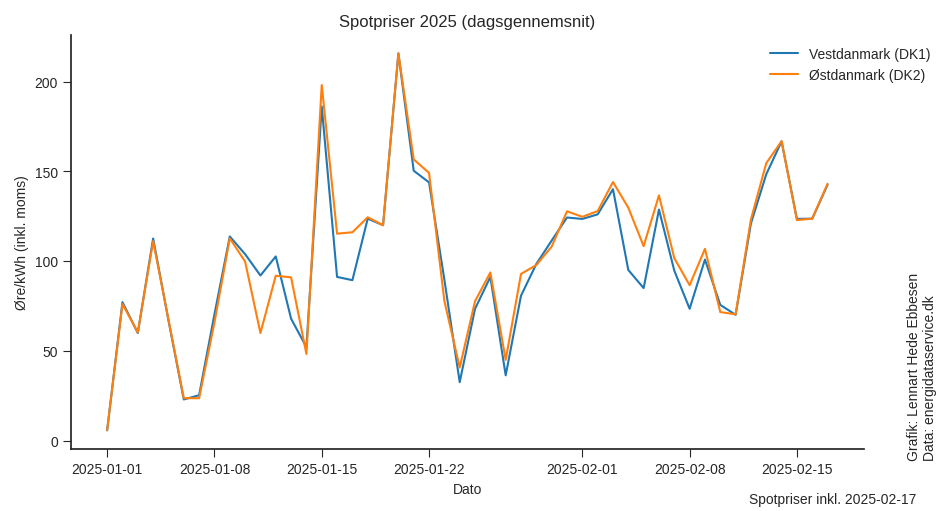 Spotpriser 2025 (dagsgennemsnit)
Vestdanmark (DK1)
Østdanmark (DK2)
Øre/kWh (inkl. moms)
200
150
100
50
0
2025-01-01
2025-01-08
2025-01-15
2025-01-22
2025-02-01
2025-02-08
2025-02-15
Dato
Grafik: Lennart Hede Ebbesen
Data: energidataservice.dk
Spotpriser inkl. 2025-02-17